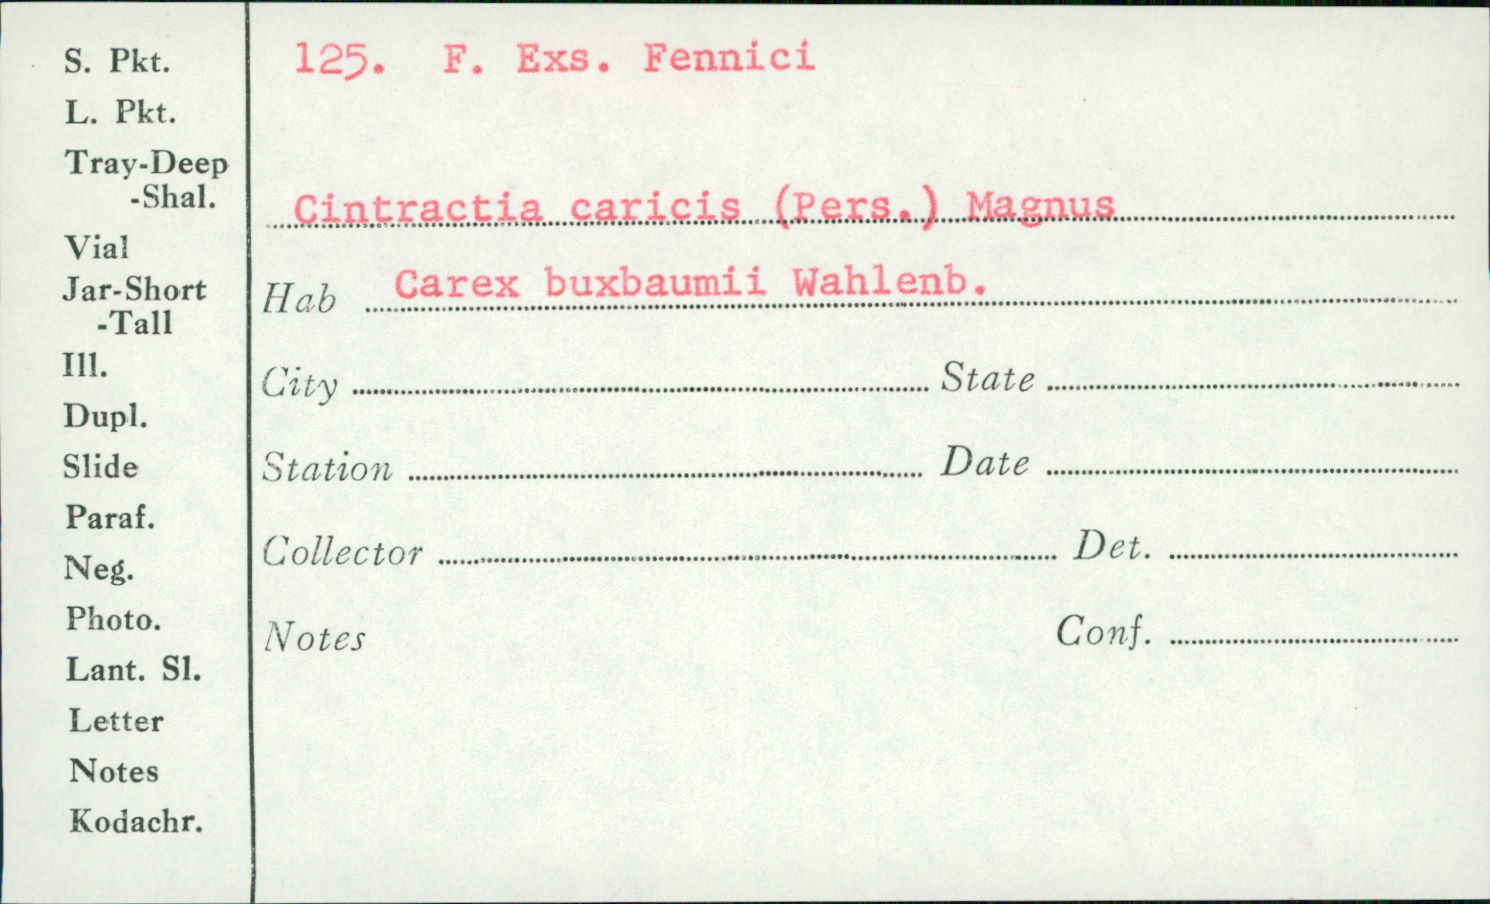 S. Pkt.
L. Pkt.
Tray-Deep
-Shal.
Vial
Jar-Short
-Tall
Ill.
Dupl.
Slide
Paraf.
Neg.
Photo.
Lant. Sl.
Letter
Notes
Kodachr.
125. F. Exs. Fennici
Cintractia caricis (Pers.) Magnus
Hab Carex buxbaumii Wahlenb.
City State
Station Date
Collector Det.
Notes Conf.